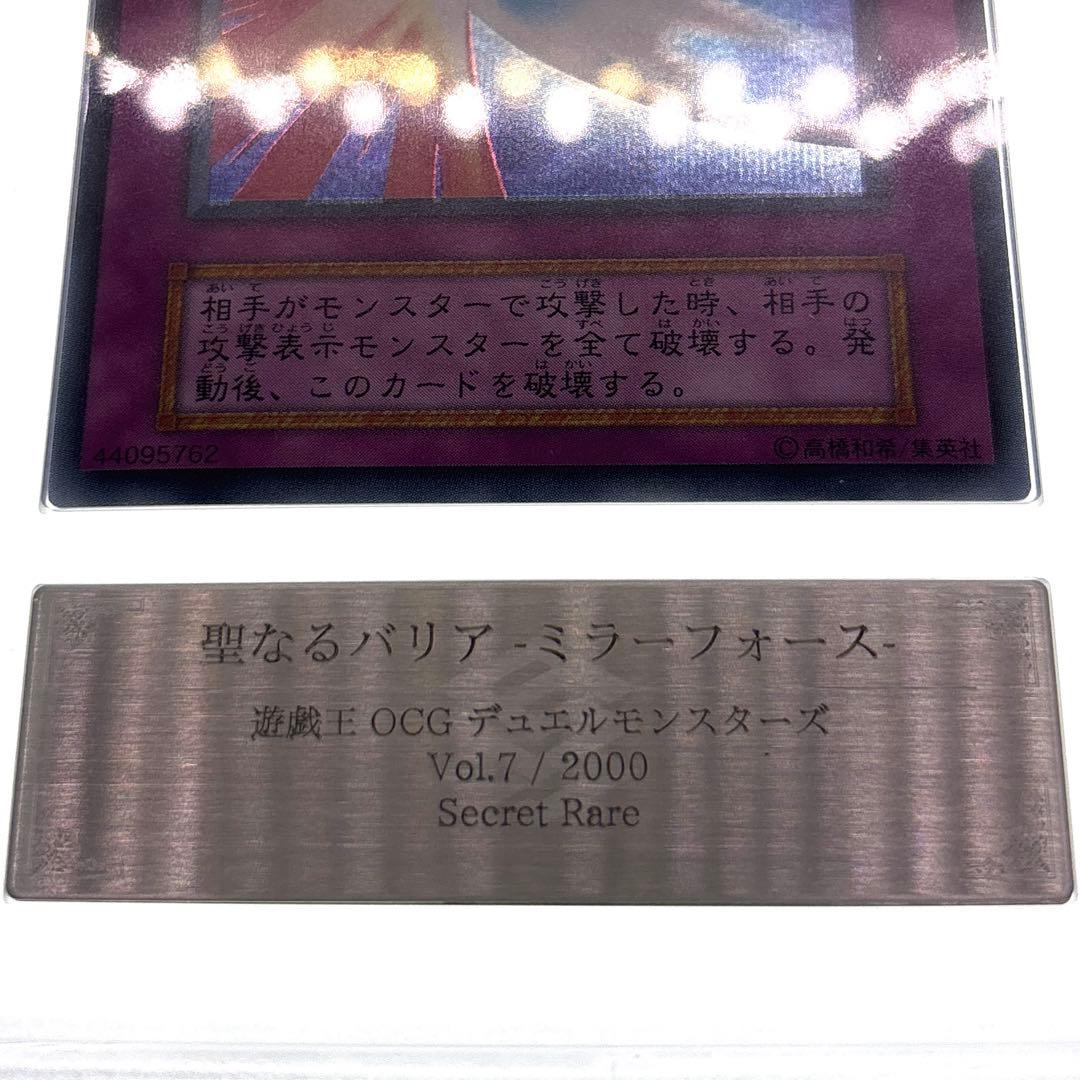 相手がモンスターで攻撃した時、相手の
攻撃表示モンスターを全て破壊する。発
動後、このカードを破壊する。
44095762
©高橋和希/集英社
聖なるバリア -ミラーフォース-
遊戯王 OCG デュエルモンスターズ
Vol.7 / 2000
Secret Rare